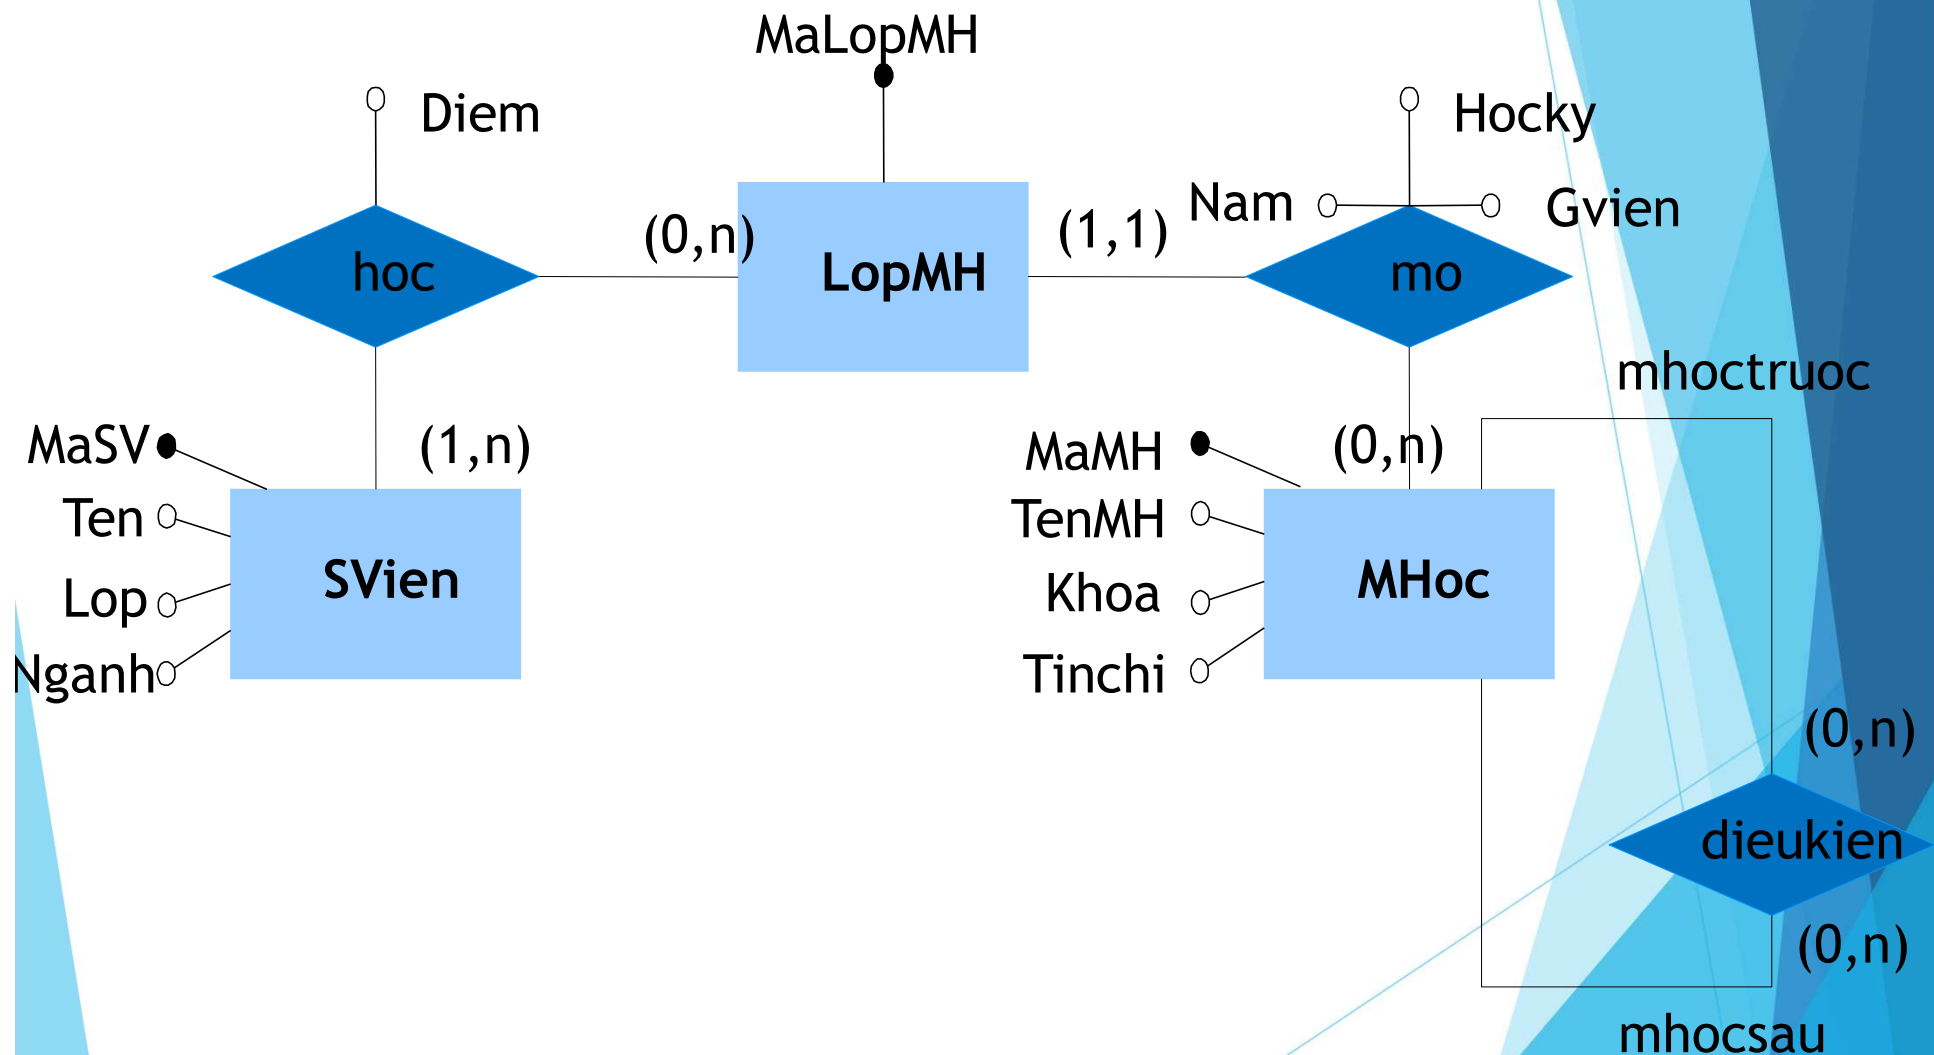 MaLopMH
Diem
Hocky
Nam
Gvien
(0,n)
(1,1)
hoc
LopMH
mo
mhoctruoc
MaSV
(1,n)
MaMH
(0,n)
Ten
TenMH
SVien
MHoc
Lop
Khoa
Nganh
Tinchi
(0,n)
dieukien
(0,n)
mhocsau